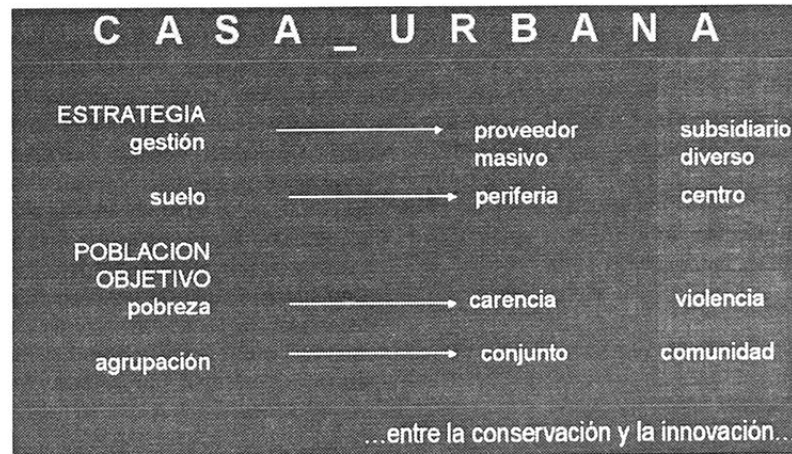 C A S A _ U R B A N A
ESTRATEGIA
gestión proveedor subsidiario
masivo diverso
suelo periferia centro
POBLACION
OBJETIVO
pobreza carencia violencia
agrupación conjunto comunidad
...entre la conservación y la innovación...